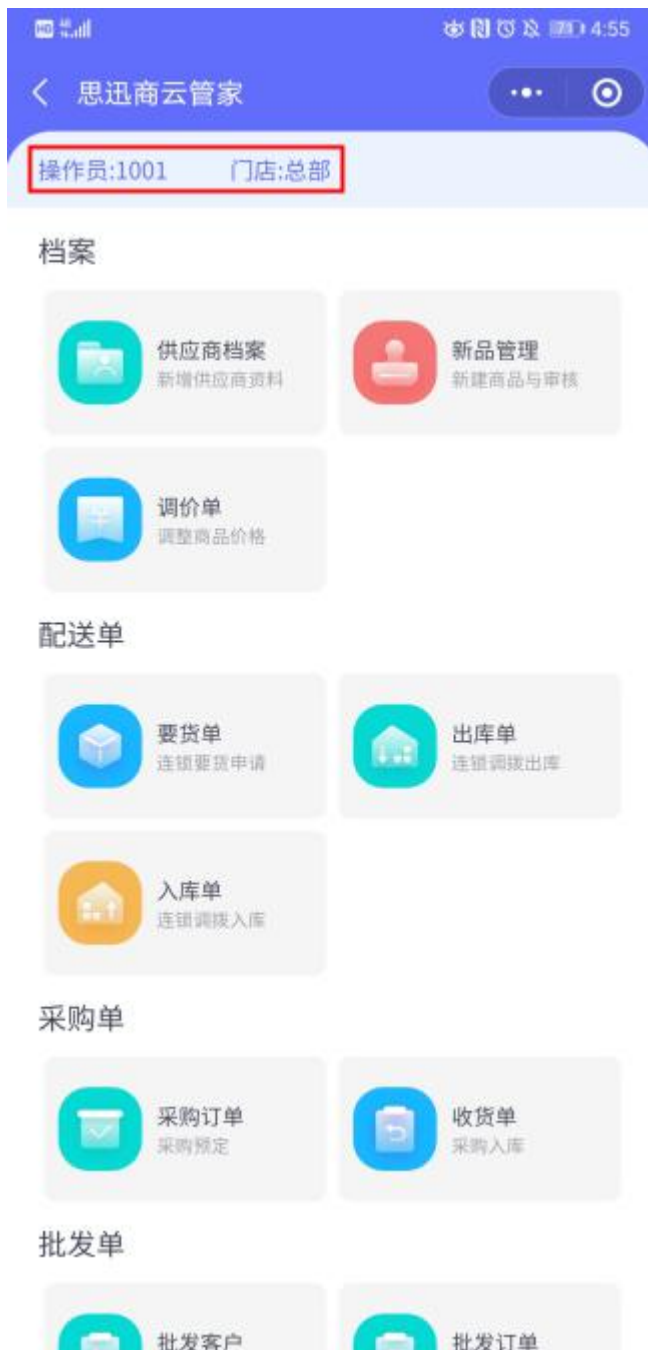 HD 4G 4:55
思迅商云管家
操作员:1001 门店:总部
档案
供应商档案 新品管理
新增供应商资料 新建商品与审核
调价单
调整商品价格
配送单
要货单 出库单
连锁要货申请 连锁调拨出库
入库单
连锁调拨入库
采购单
采购订单 收货单
采购预定 采购入库
批发单
批发客户 批发订单